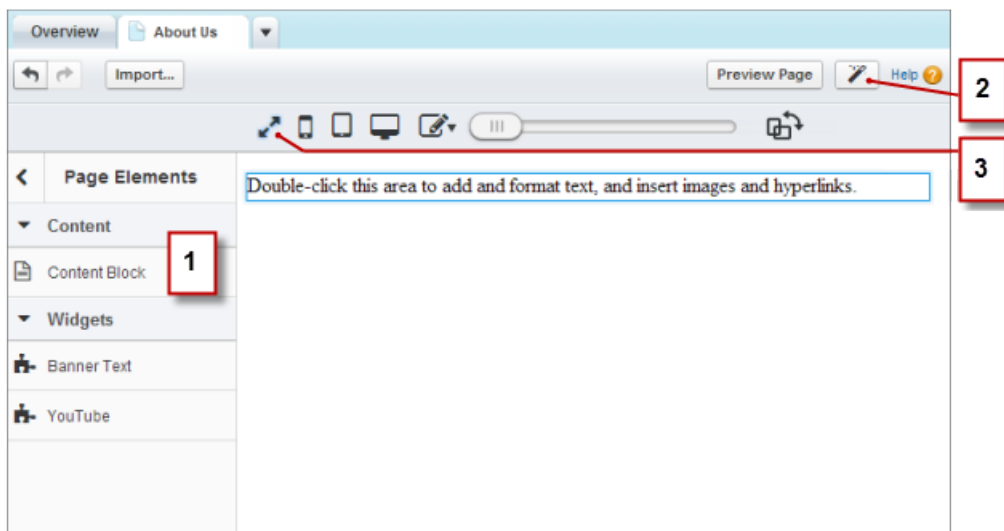 Overview
About Us
Import...
Preview Page
Help ?
2
3
Page Elements
Double-click this area to add and format text, and insert images and hyperlinks.
Content
1
Content Block
Widgets
Banner Text
YouTube